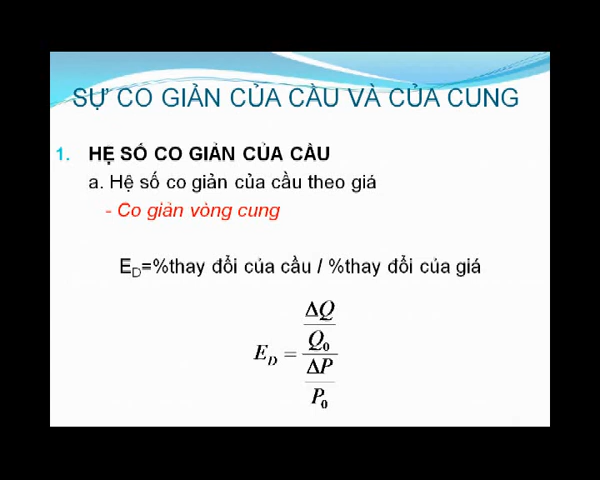 SỰ CO GIÃN CỦA CẦU VÀ CỦA CUNG
1. HỆ SỐ CO GIÃN CỦA CẦU
a. Hệ số co giãn của cầu theo giá
- Co giãn vòng cung
E_D=%thay đổi của cầu / %thay đổi của giá
E_D = (ΔQ/Q_0)/(ΔP/P_0)